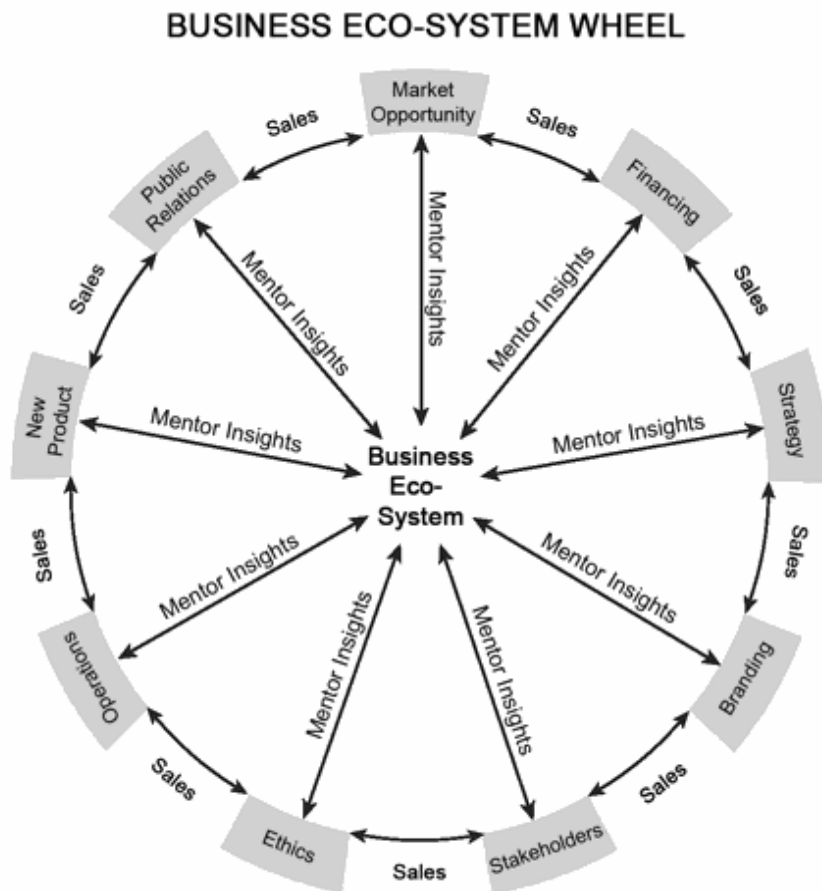 BUSINESS ECO-SYSTEM WHEEL
Market
Opportunity
Sales
Financing
Sales
Strategy
Sales
Branding
Sales
Stakeholders
Sales
Ethics
Sales
Operations
Sales
New
Product
Sales
Public
Relations
Sales
Mentor Insights
Mentor Insights
Mentor Insights
Mentor Insights
Mentor Insights
Mentor Insights
Mentor Insights
Mentor Insights
Mentor Insights
Business
Eco-
System